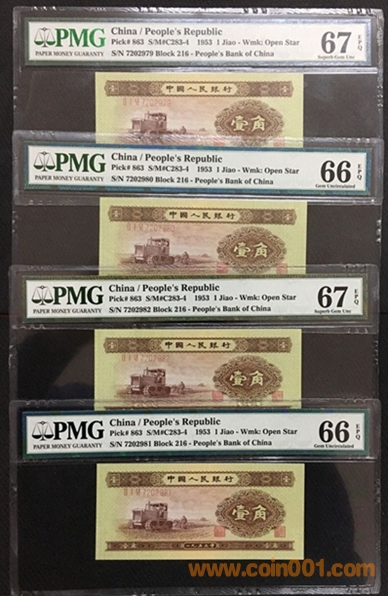 PMG
PAPER MONEY GUARANTY
China / People's Republic
Pick# 863 S/M#C283-4 1953 1 Jiao - Wmk: Open Star
S/N 7202979 Block 216 - People's Bank of China
67 EPQ
Superb Gem Unc
中國人民銀行
壹角
PMG
PAPER MONEY GUARANTY
China / People's Republic
Pick# 863 S/M#C283-4 1953 1 Jiao - Wmk: Open Star
S/N 7202980 Block 216 - People's Bank of China
66 EPQ
Gem Uncirculated
中國人民銀行
壹角
PMG
PAPER MONEY GUARANTY
China / People's Republic
Pick# 863 S/M#C283-4 1953 1 Jiao - Wmk: Open Star
S/N 7202982 Block 216 - People's Bank of China
67 EPQ
Superb Gem Unc
中國人民銀行
壹角
PMG
PAPER MONEY GUARANTY
China / People's Republic
Pick# 863 S/M#C283-4 1953 1 Jiao - Wmk: Open Star
S/N 7202981 Block 216 - People's Bank of China
66 EPQ
Gem Uncirculated
中國人民銀行
7202981
壹角
一九五三年
www.coin001.com